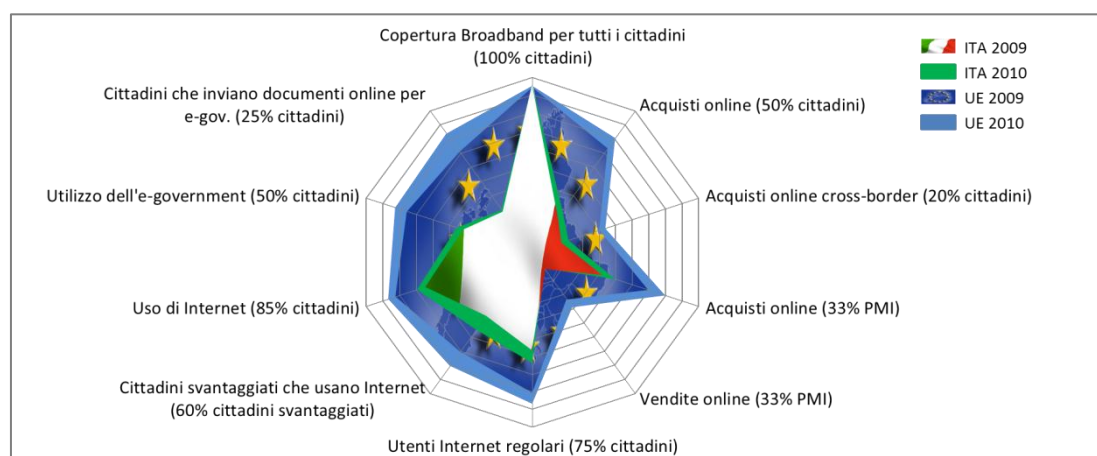 Copertura Broadband per tutti i cittadini
(100% cittadini)
ITA 2009
ITA 2010
UE 2009
UE 2010
Cittadini che inviano documenti online per
e-gov. (25% cittadini)
Acquisti online (50% cittadini)
Utilizzo dell'e-government (50% cittadini)
Acquisti online cross-border (20% cittadini)
Uso di Internet (85% cittadini)
Acquisti online (33% PMI)
Cittadini svantaggiati che usano Internet
(60% cittadini svantaggiati)
Vendite online (33% PMI)
Utenti Internet regolari (75% cittadini)